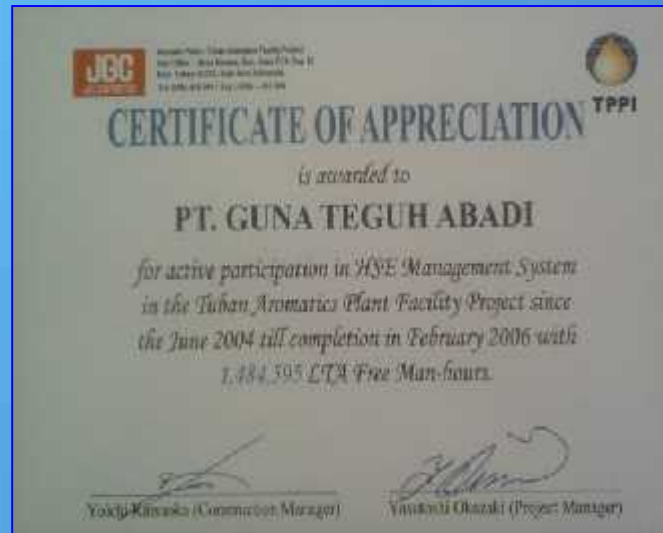 JGC
TPPI
CERTIFICATE OF APPRECIATION
is awarded to
PT. GUNA TEGUH ABADI
for active participation in HSE Management System
in the Tuban Aromatics Plant Facility Project since
the June 2004 till completion in February 2006 with
1,484,595 LTA Free Man-hours.
(Construction Manager)
Okazaki (Project Manager)